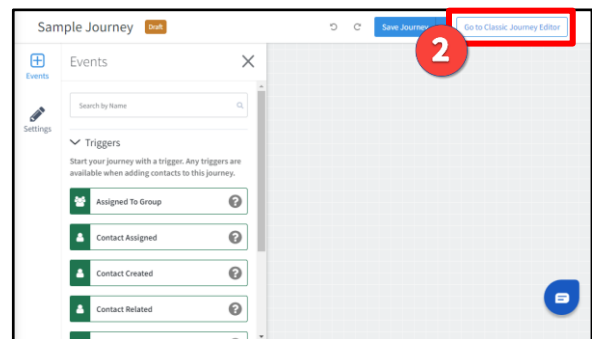 Sample Journey Draft Save Journey Go to Classic Journey Editor
2
Events
Events
Search by Name
Settings
Triggers
Start your journey with a trigger. Any triggers are
available when adding contacts to this journey.
Assigned To Group ?
Contact Assigned ?
Contact Created ?
Contact Related ?